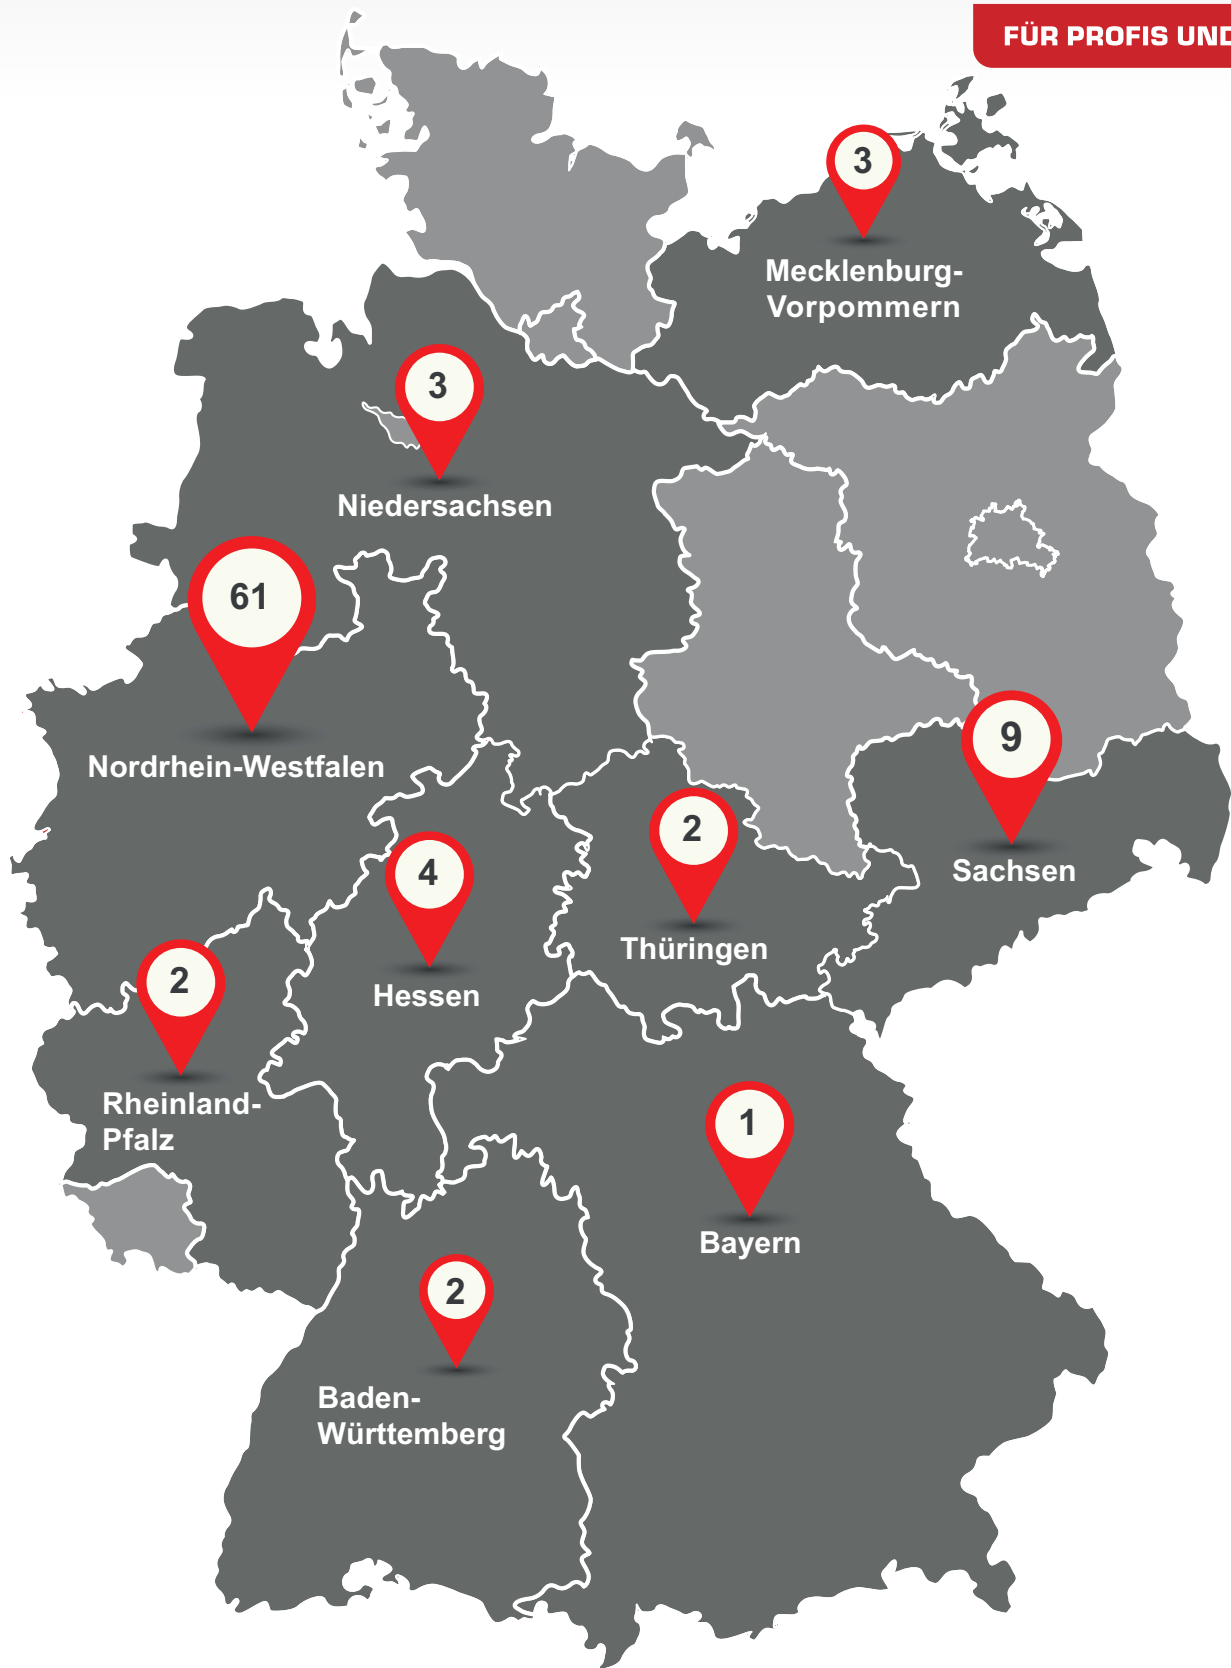 FÜR PROFIS UND
3
Mecklenburg-
Vorpommern
3
Niedersachsen
61
Nordrhein-Westfalen
9
Sachsen
2
Thüringen
4
Hessen
2
Rheinland-
Pfalz
1
Bayern
2
Baden-
Württemberg